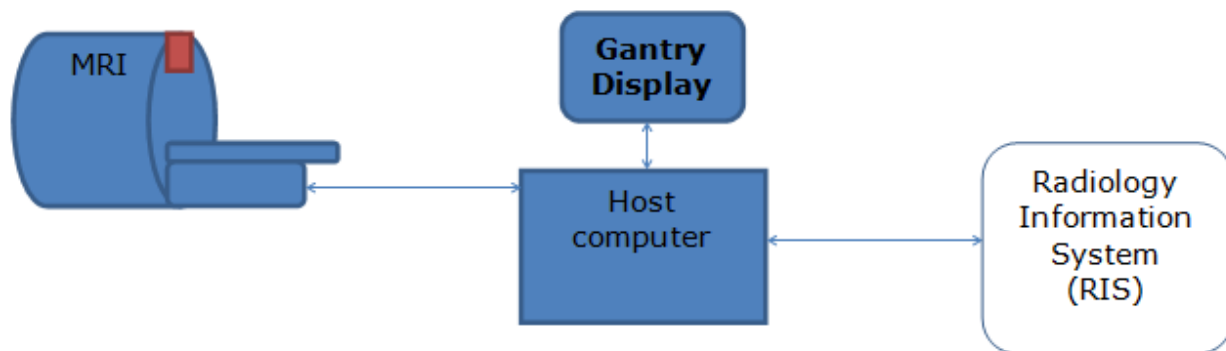 MRI
Gantry
Display
Host
computer
Radiology
Information
System
(RIS)